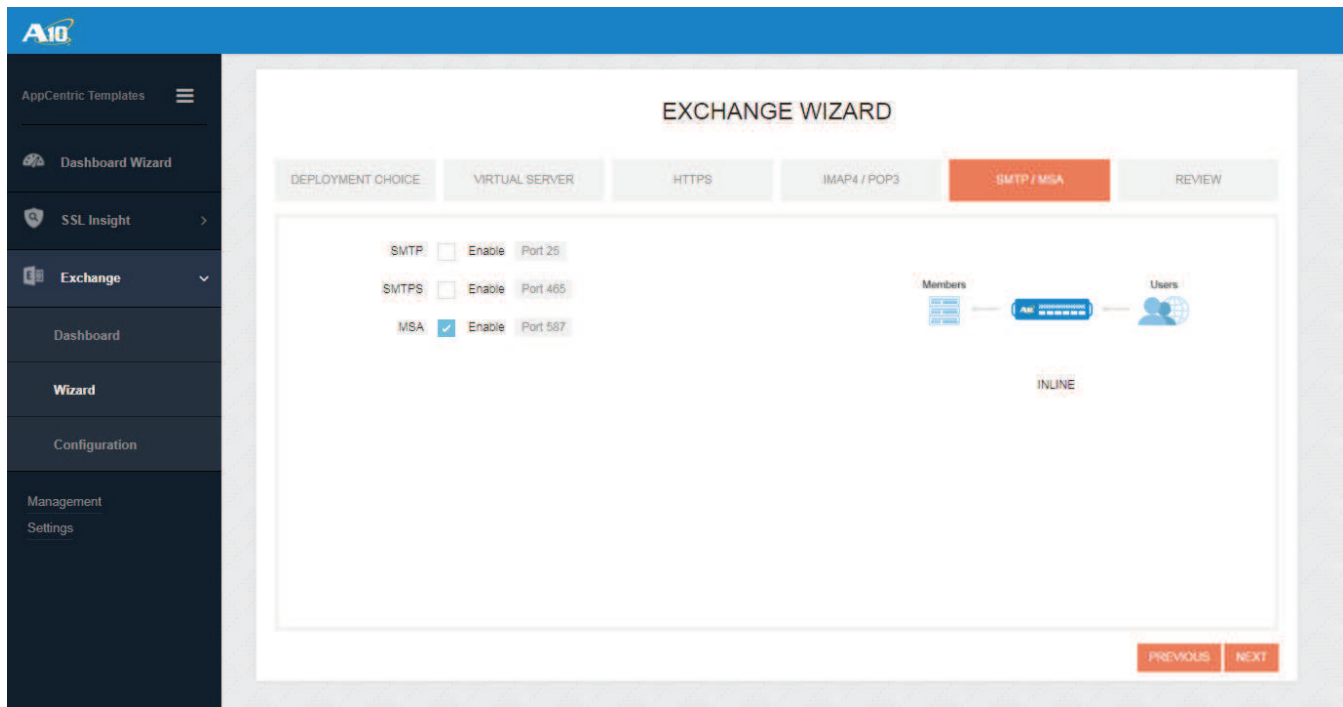 A10
AppCentric Templates
Dashboard Wizard
SSL Insight
Exchange
Dashboard
Wizard
Configuration
Management
Settings
EXCHANGE WIZARD
DEPLOYMENT CHOICE
VIRTUAL SERVER
HTTPS
IMAP4 / POP3
SMTP / MSA
REVIEW
SMTP Enable Port 25
SMTPS Enable Port 465
MSA Enable Port 587
Members
A10
Users
INLINE
PREVIOUS
NEXT